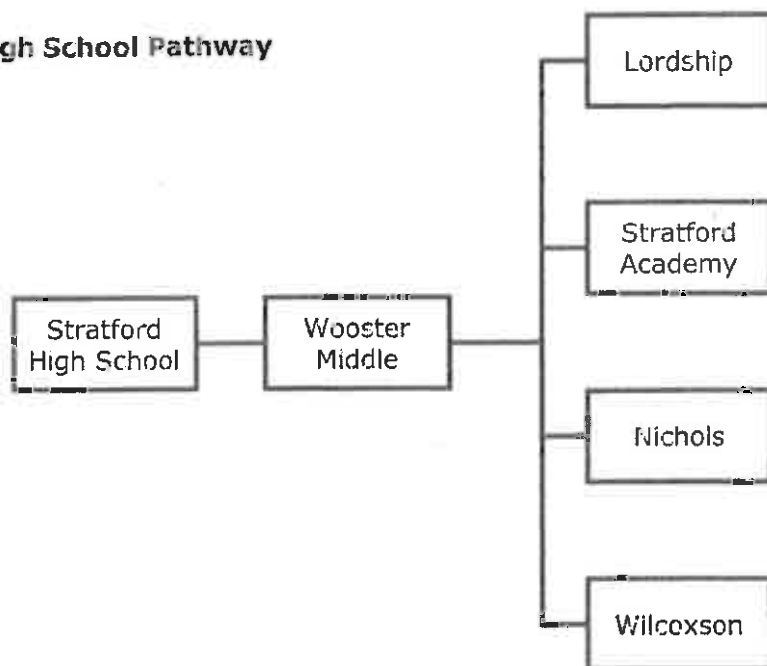 gh School Pathway
Lordship
Stratford
Academy
Stratford
High School
Wooster
Middle
Nichols
Wilcoxson